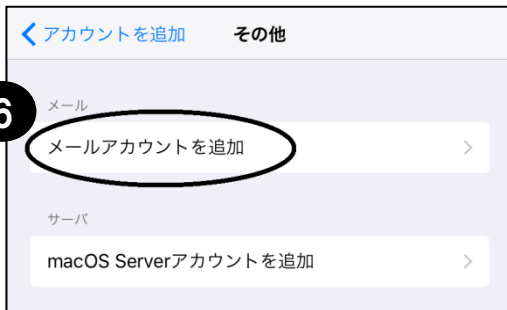 アカウントを追加 その他
6
メール
メールアカウントを追加
サーバ
macOS Serverアカウントを追加